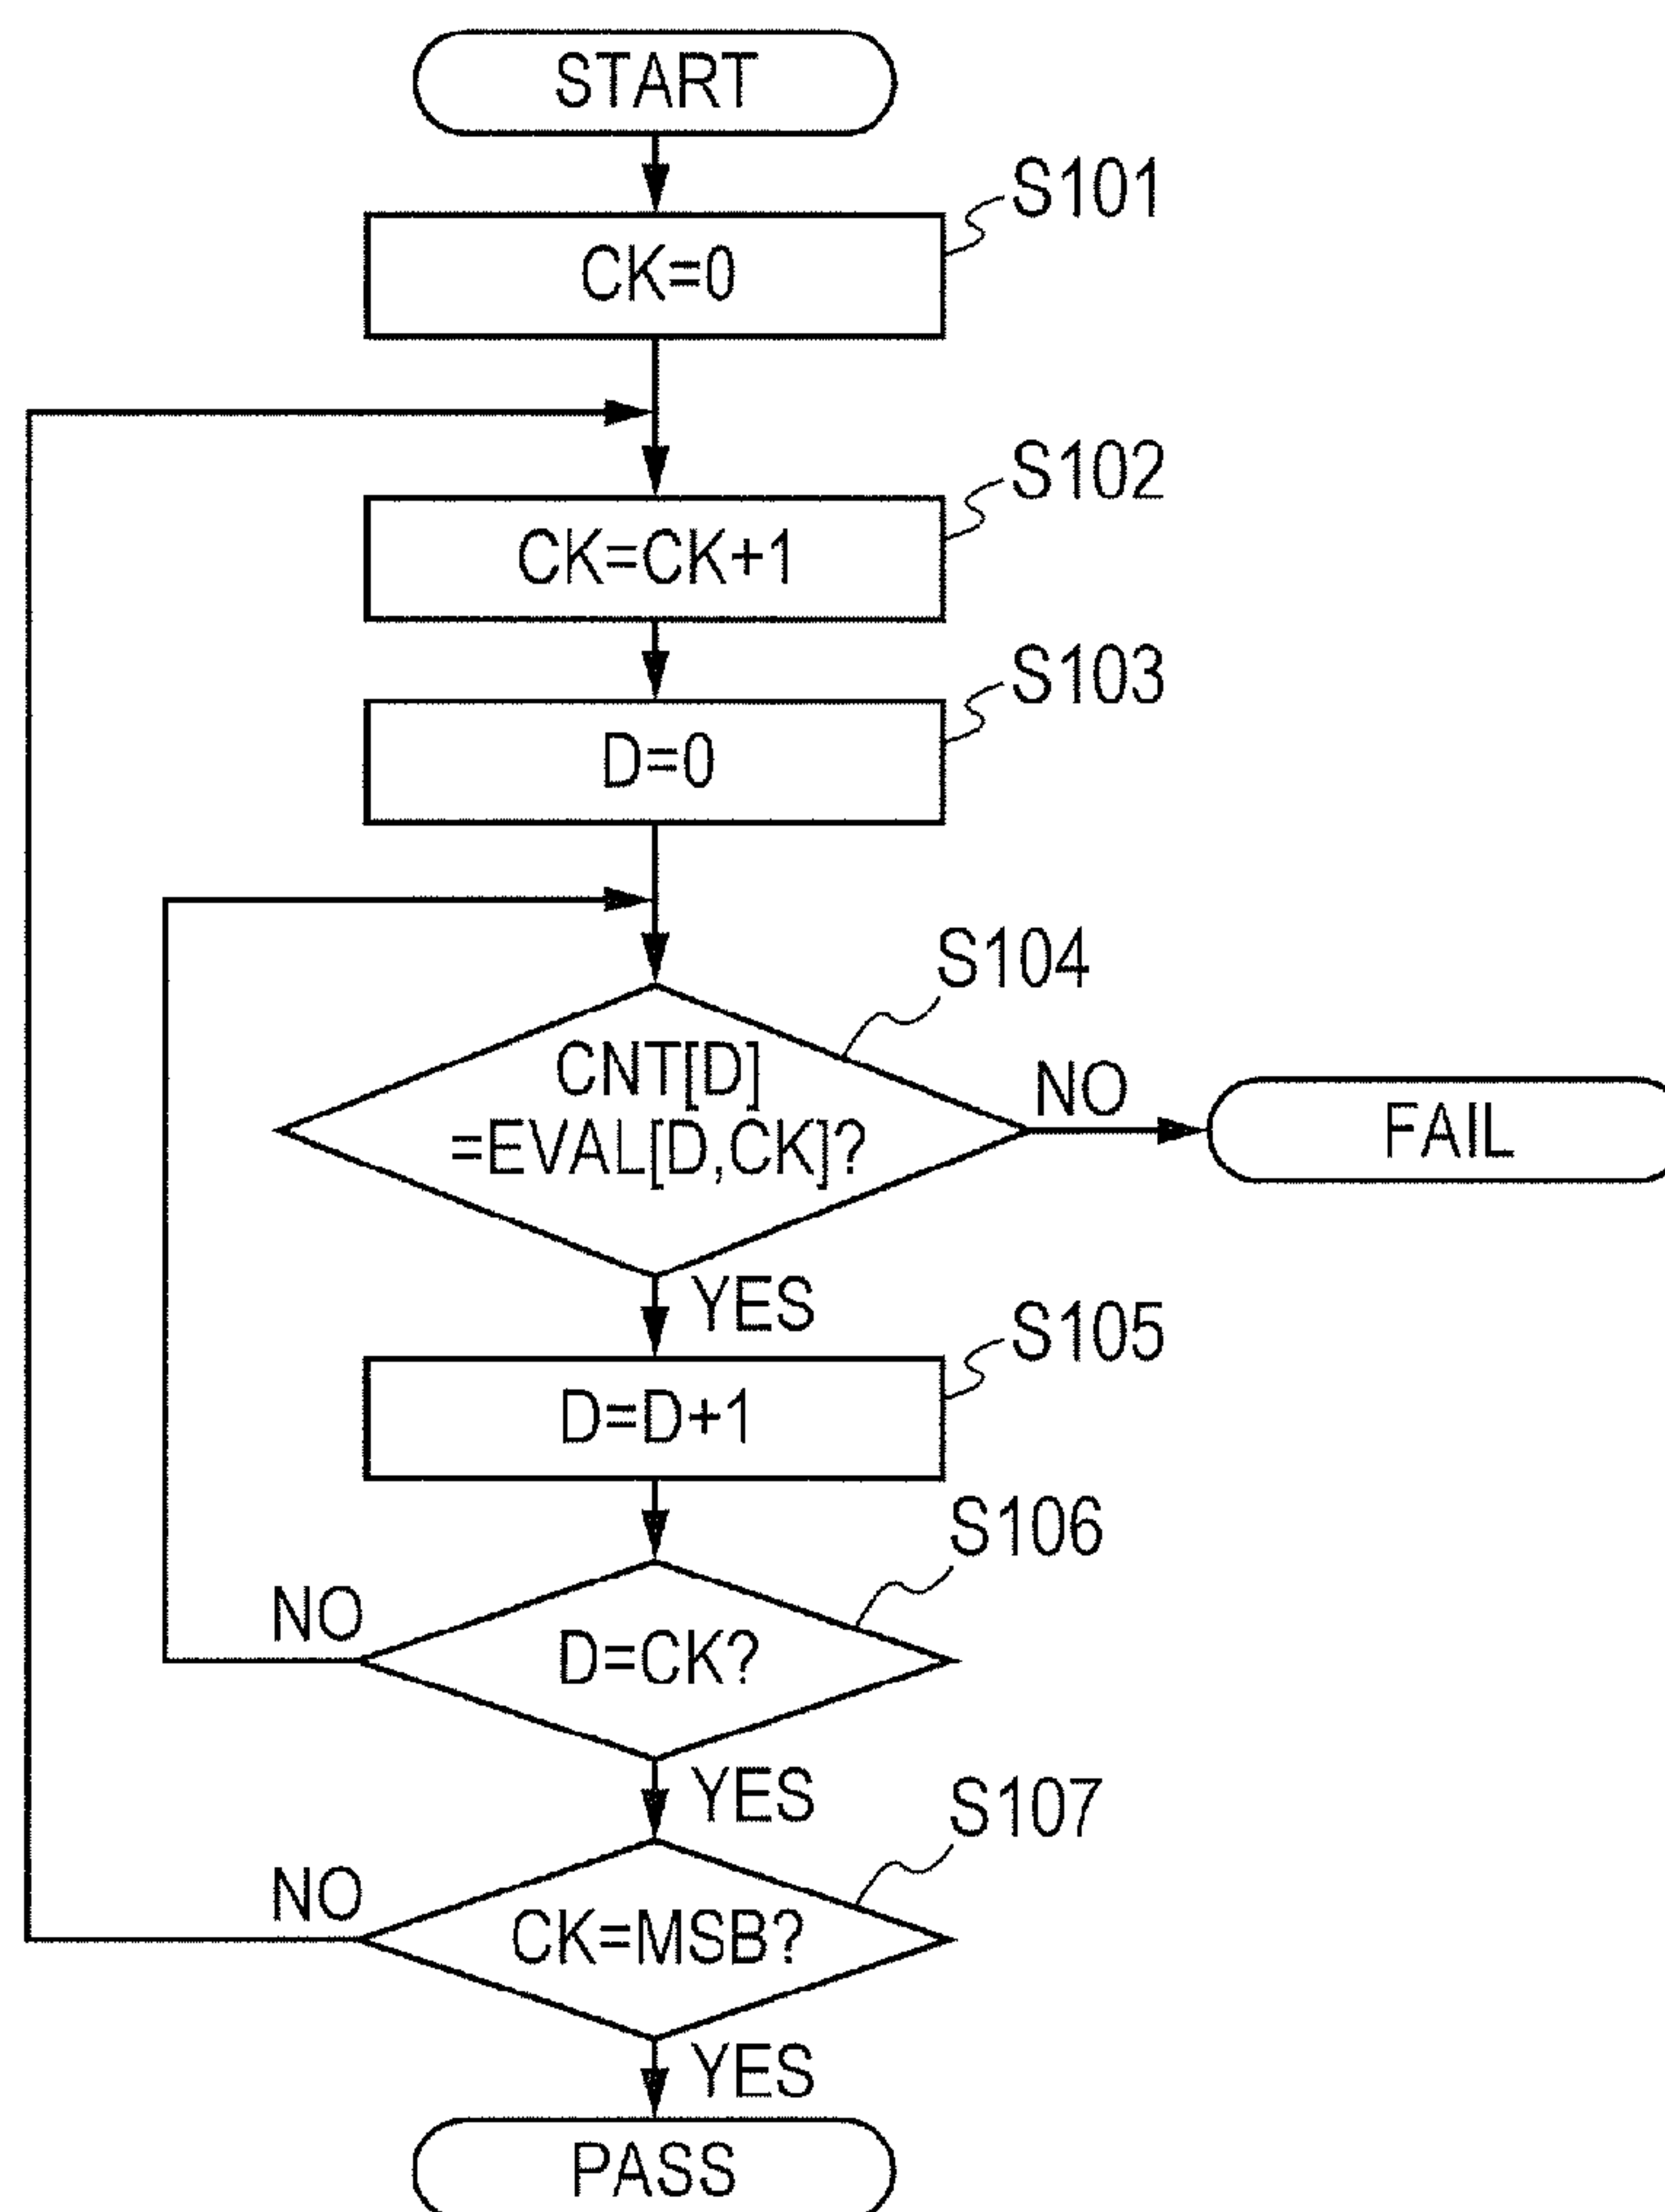 START
S101
CK=0
S102
CK=CK+1
S103
D=0
S104
CNT[D]
=EVAL[D,CK]?
NO
FAIL
YES
S105
D=D+1
S106
NO
D=CK?
YES
S107
NO
CK=MSB?
YES
PASS